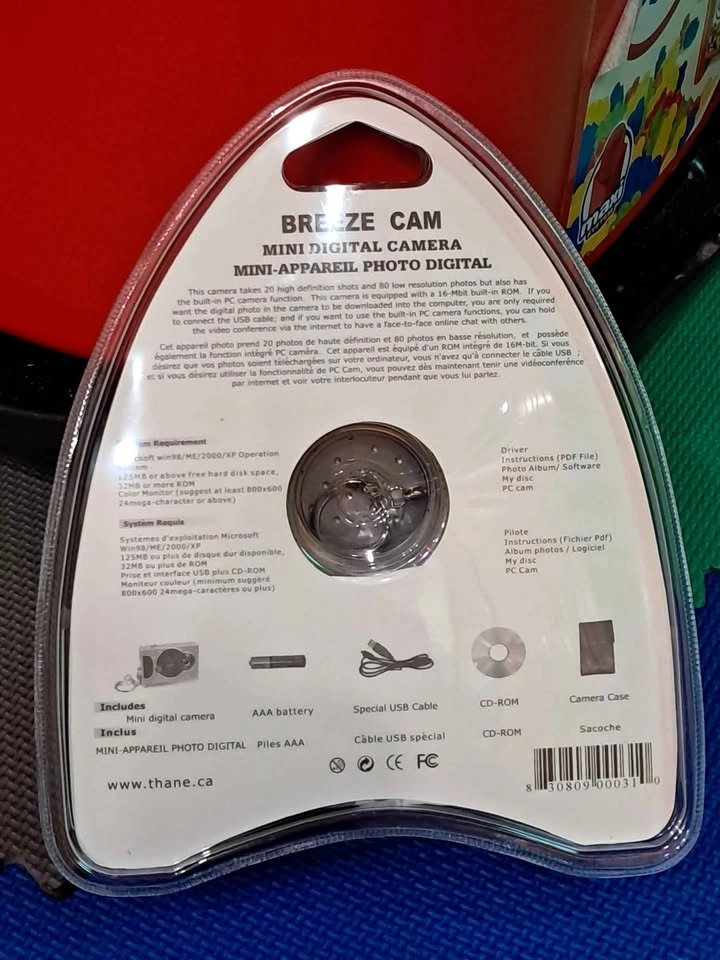 BREEZE CAM
MINI DIGITAL CAMERA
MINI-APPAREIL PHOTO DIGITAL
This camera takes 20 high definition shots and 80 low resolution photos but also has
the built-in PC camera function. This camera is equipped with a 16-Mbit built-in ROM. If you
want the digital photo in the camera to be downloaded into the computer, you are only required
to connect the USB cable; and if you want to use the built-in PC camera functions, you can hold
the video conference via the internet to have a face-to-face online chat with others.
Cet appareil photo prend 20 photos de haute définition et 80 photos en basse résolution, et possède
également la fonction intégré PC caméra. Cet appareil est équipé d'un ROM intégré de 16M-bit. Si vous
désirez que vos photos soient téléchargées sur votre ordinateur, vous n'avez qu'à connecter le câble USB ;
et si vous désirez utiliser la fonctionnalité de PC Cam, vous pouvez dès maintenant tenir une vidéoconférence
par internet et voir votre interlocuteur pendant que vous lui parlez.
Requirement
win98/ME/2000/XP Operation
125MB or above free hard disk space,
32MB or more ROM
Color Monitor (suggest at least 800x600
24mega-character or above)
System Requis
Systemes d'exploitation Microsoft
Win98/ME/2000/XP
125MB ou plus de disque dur disponible,
32MB ou plus de ROM
Prise et interface USB plus CD-ROM
Moniteur couleur (minimum suggéré
800x600 24mega-caractères ou plus)
Driver
Instructions (PDF File)
Photo Album/ Software
My disc
PC cam
Pilote
Instructions (Fichier Pdf)
Album photos / Logiciel
My disc
PC Cam
Includes
Mini digital camera
AAA battery
Special USB Cable
CD-ROM
Camera Case
Inclus
MINI-APPAREIL PHOTO DIGITAL
Piles AAA
Câble USB spècial
CD-ROM
Sacoche
CE FC
www.thane.ca
8 30809 00031 0
maxi